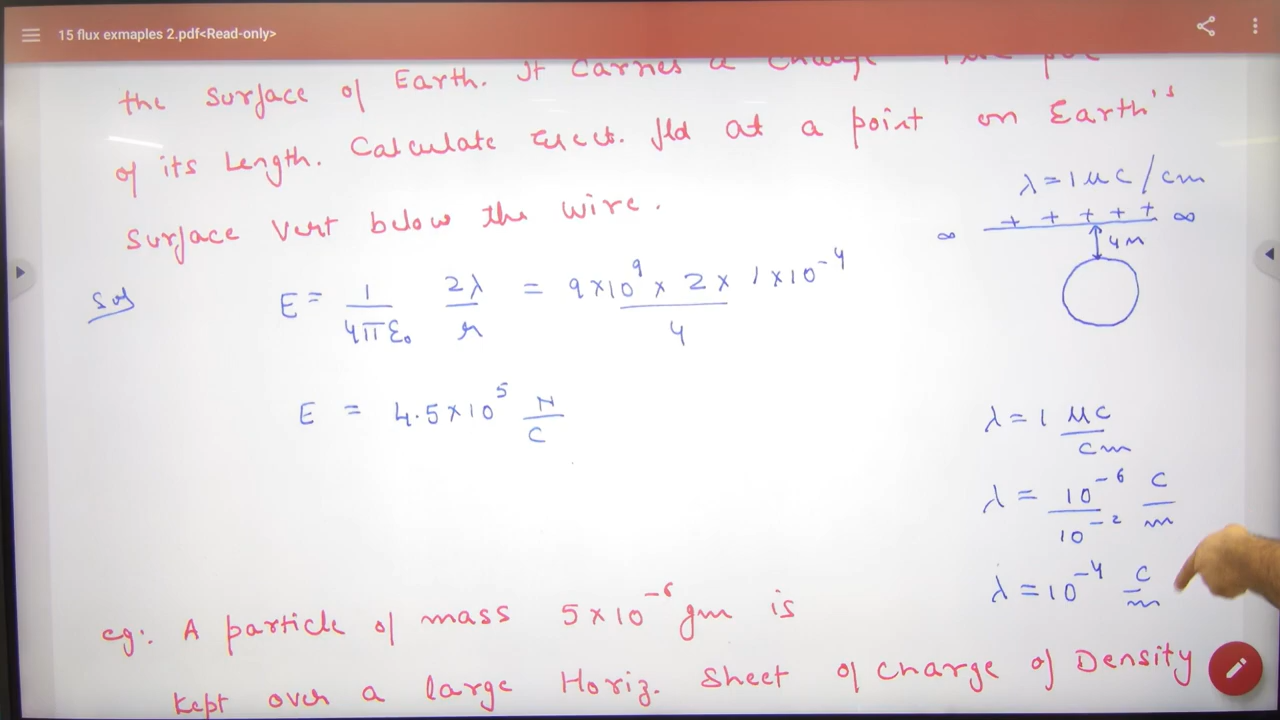 15 flux exmaples 2.pdf<Read-only>
the surface of Earth. It carries a
of its Length. Calculate Elect. fld at a point on Earth's
Surface Vert below the wire.
λ = 1 μC/cm
∞ + + + + + ∞
4m
Sol
E = 1/4πε₀ 2λ/r = 9×10⁹ × 2 × 1×10⁻⁴ / 4
E = 4.5×10⁵ N/C
λ = 1 μC/cm
λ = 10⁻⁶/10⁻² C/m
λ = 10⁻⁴ C/m
eg:. A particle of mass 5×10⁻⁶ gm is
kept over a large Horiz. Sheet of charge of Density